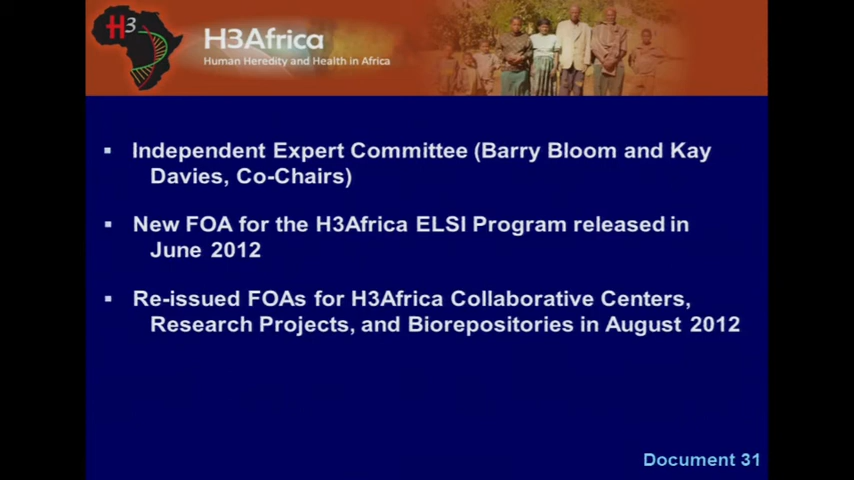 H3
H3Africa
Human Heredity and Health in Africa
▪ Independent Expert Committee (Barry Bloom and Kay
Davies, Co-Chairs)
▪ New FOA for the H3Africa ELSI Program released in
June 2012
▪ Re-issued FOAs for H3Africa Collaborative Centers,
Research Projects, and Biorepositories in August 2012
Document 31